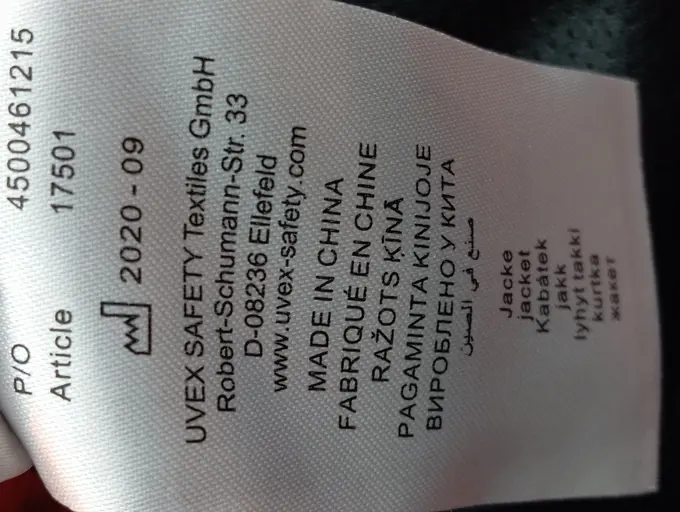 P/O 4500461215
Article 17501
2020 - 09
UVEX SAFETY Textiles GmbH
Robert-Schumann-Str. 33
D-08236 Ellefeld
www.uvex-safety.com
MADE IN CHINA
FABRIQUÉ EN CHINE
RAŽOTS ĶĪNĀ
PAGAMINTA KINIJOJE
ВИРОБЛЕНО У КИТА
صنع في الصين
Jacke
jacket
Kabátek
jakk
lyhyt takki
kurtka
жакет